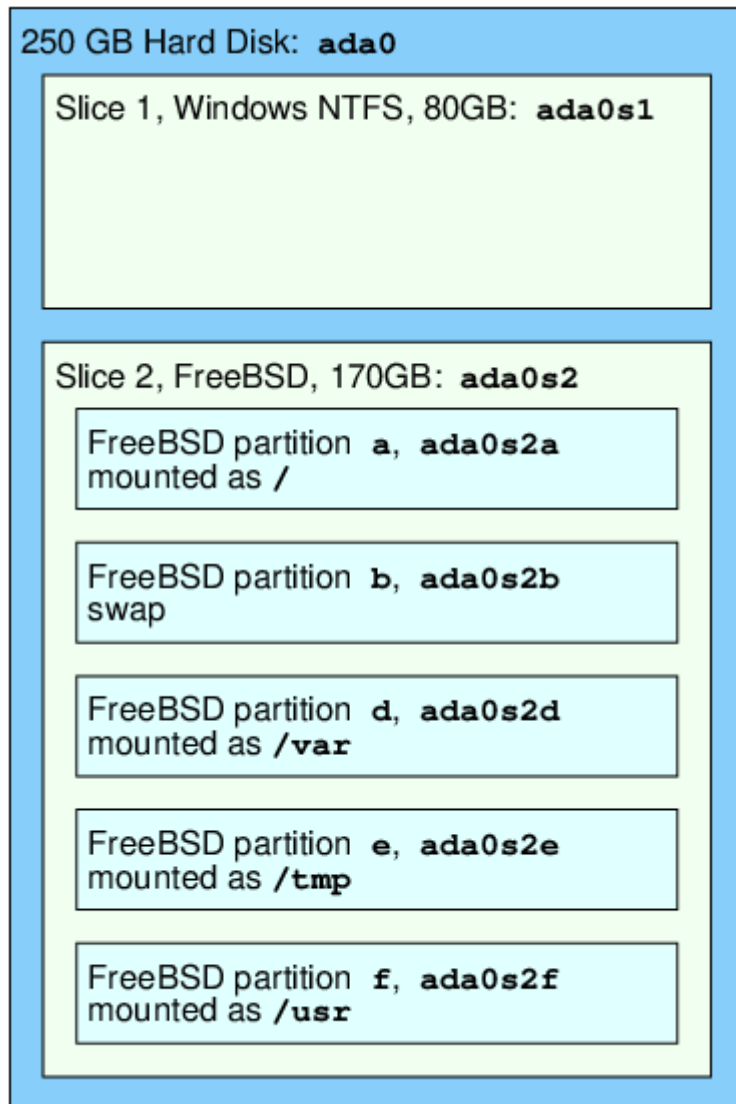 250 GB Hard Disk: ada0
Slice 1, Windows NTFS, 80GB: ada0s1
Slice 2, FreeBSD, 170GB: ada0s2
FreeBSD partition a, ada0s2a
mounted as /
FreeBSD partition b, ada0s2b
swap
FreeBSD partition d, ada0s2d
mounted as /var
FreeBSD partition e, ada0s2e
mounted as /tmp
FreeBSD partition f, ada0s2f
mounted as /usr